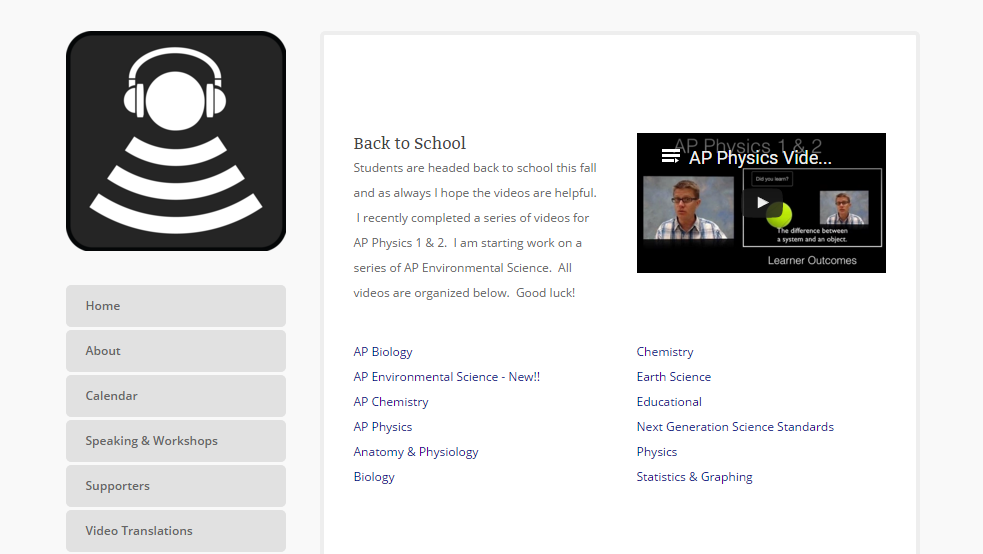 Home
About
Calendar
Speaking & Workshops
Supporters
Video Translations
Back to School
Students are headed back to school this fall
and as always I hope the videos are helpful.
I recently completed a series of videos for
AP Physics 1 & 2.  I am starting work on a
series of AP Environmental Science.  All
videos are organized below.  Good luck!
AP Physics 1 & 2
AP Physics Vide...
Did you learn?
The difference between
a system and an object.
Learner Outcomes
AP Biology
AP Environmental Science - New!!
AP Chemistry
AP Physics
Anatomy & Physiology
Biology
Chemistry
Earth Science
Educational
Next Generation Science Standards
Physics
Statistics & Graphing